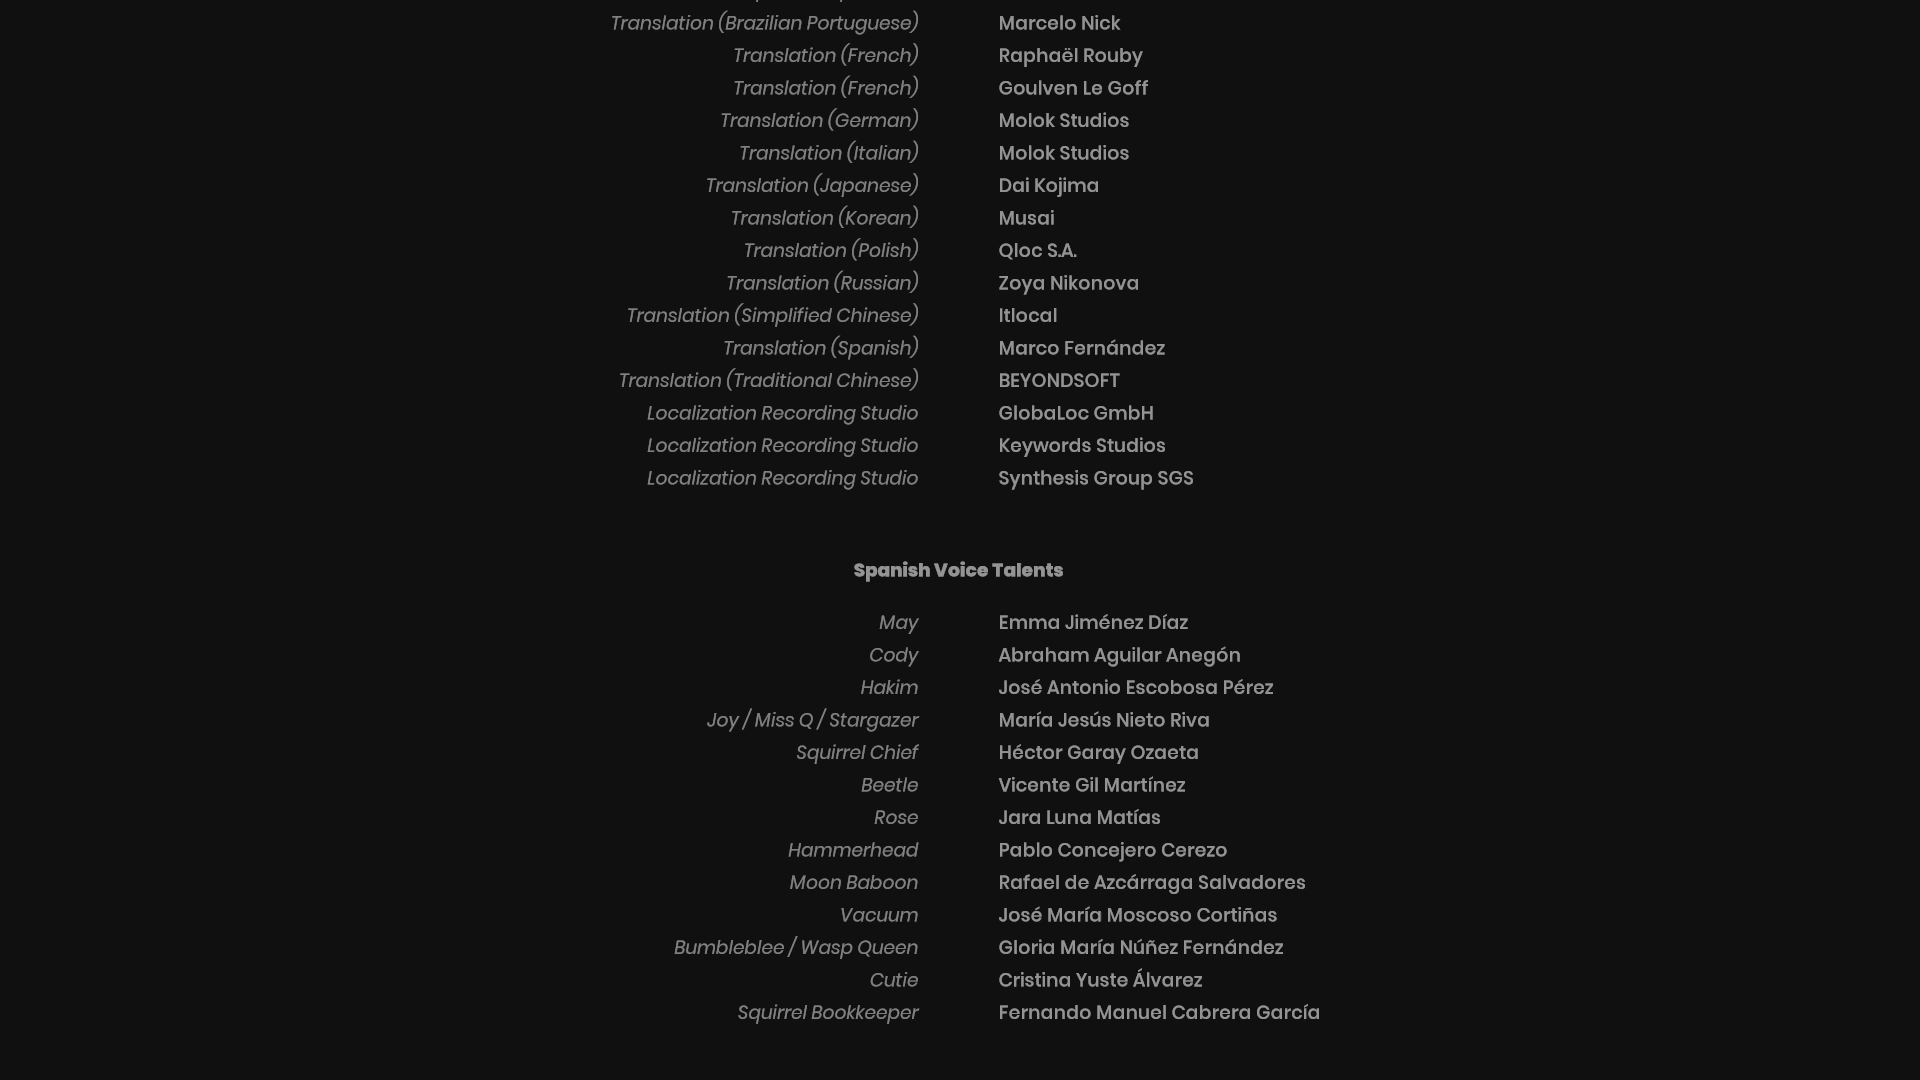 Translation (Brazilian Portuguese) Marcelo Nick
Translation (French) Raphaël Rouby
Translation (French) Goulven Le Goff
Translation (German) Molok Studios
Translation (Italian) Molok Studios
Translation (Japanese) Dai Kojima
Translation (Korean) Musai
Translation (Polish) Qloc S.A.
Translation (Russian) Zoya Nikonova
Translation (Simplified Chinese) Itlocal
Translation (Spanish) Marco Fernández
Translation (Traditional Chinese) BEYONDSOFT
Localization Recording Studio GlobaLoc GmbH
Localization Recording Studio Keywords Studios
Localization Recording Studio Synthesis Group SGS
Spanish Voice Talents
May Emma Jiménez Díaz
Cody Abraham Aguilar Anegón
Hakim José Antonio Escobosa Pérez
Joy / Miss Q / Stargazer María Jesús Nieto Riva
Squirrel Chief Héctor Garay Ozaeta
Beetle Vicente Gil Martínez
Rose Jara Luna Matías
Hammerhead Pablo Concejero Cerezo
Moon Baboon Rafael de Azcárraga Salvadores
Vacuum José María Moscoso Cortiñas
Bumbleblee / Wasp Queen Gloria María Núñez Fernández
Cutie Cristina Yuste Álvarez
Squirrel Bookkeeper Fernando Manuel Cabrera García